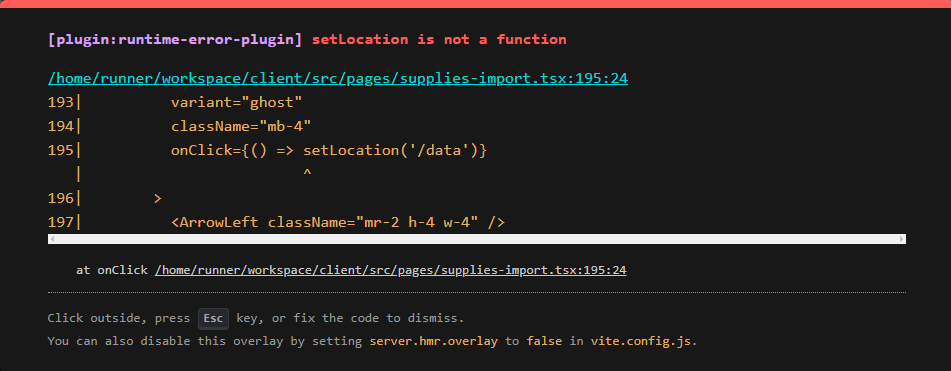 [plugin:runtime-error-plugin] setLocation is not a function
/home/runner/workspace/client/src/pages/supplies-import.tsx:195:24
193|          variant="ghost"
194|          className="mb-4"
195|          onClick={() => setLocation('/data')}
   |                         ^
196|        >
197|          <ArrowLeft className="mr-2 h-4 w-4" />
at onClick /home/runner/workspace/client/src/pages/supplies-import.tsx:195:24
Click outside, press Esc key, or fix the code to dismiss.
You can also disable this overlay by setting server.hmr.overlay to false in vite.config.js.